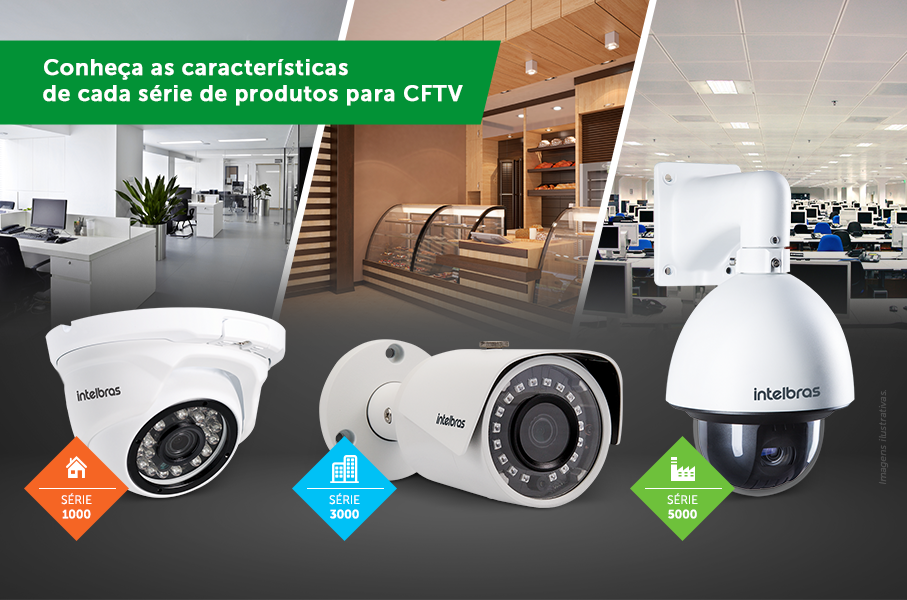 Conheça as características
de cada série de produtos para CFTV
intelbras
intelbras
intelbras
SÉRIE
1000
SÉRIE
3000
SÉRIE
5000
Imagens ilustrativas.